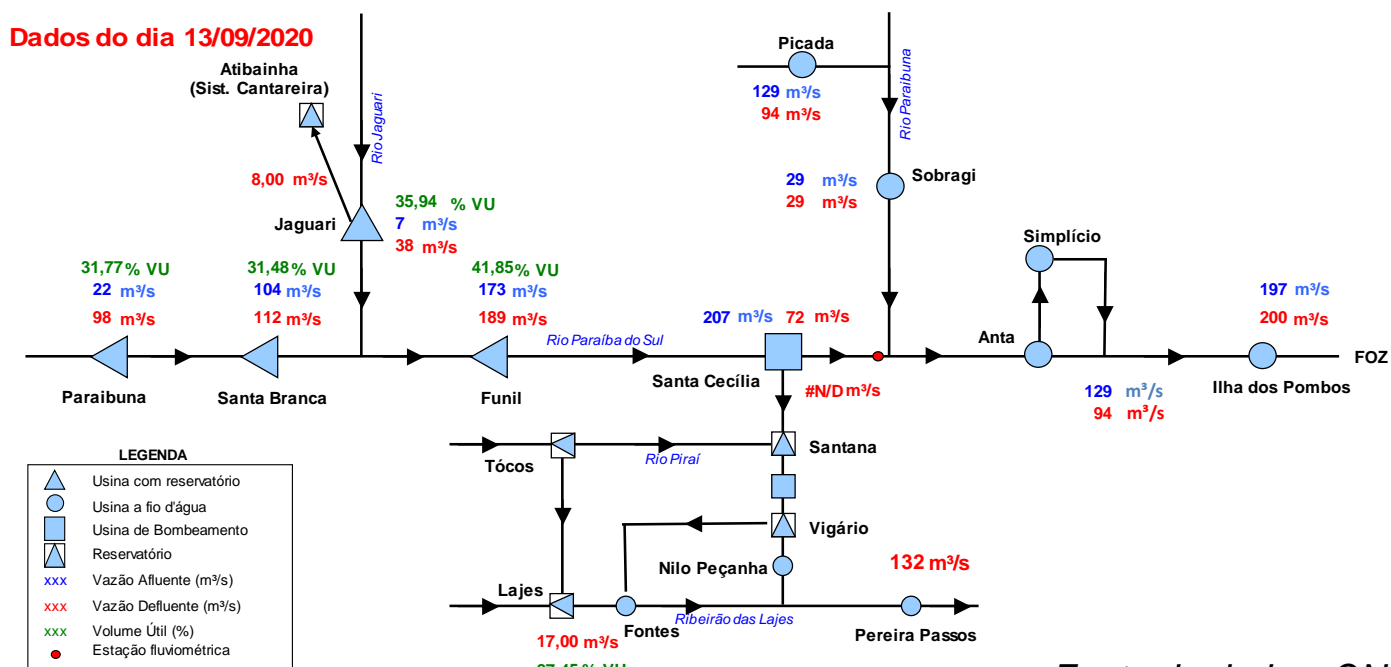 Dados do dia 13/09/2020
Atibainha
(Sist. Cantareira)
Rio Jaguari
8,00 m³/s
Jaguari
35,94 % VU
7 m³/s
38 m³/s
Picada
129 m³/s
94 m³/s
Rio Paraibuna
29 m³/s
29 m³/s
Sobragi
Simplício
31,77% VU
22 m³/s
98 m³/s
Paraibuna
31,48% VU
104 m³/s
112 m³/s
Santa Branca
41,85% VU
173 m³/s
189 m³/s
Funil
Rio Paraíba do Sul
207 m³/s 72 m³/s
Santa Cecília
#N/D m³/s
Anta
129 m³/s
94 m³/s
197 m³/s
200 m³/s
Ilha dos Pombos
FOZ
Tócos
Rio Piraí
Santana
Vigário
Nilo Peçanha
132 m³/s
Lajes
Fontes
Ribeirão das Lajes
Pereira Passos
17,00 m³/s
LEGENDA
Usina com reservatório
Usina a fio d'água
Usina de Bombeamento
Reservatório
xxx Vazão Afluente (m³/s)
xxx Vazão Defluente (m³/s)
xxx Volume Útil (%)
Estação fluviométrica